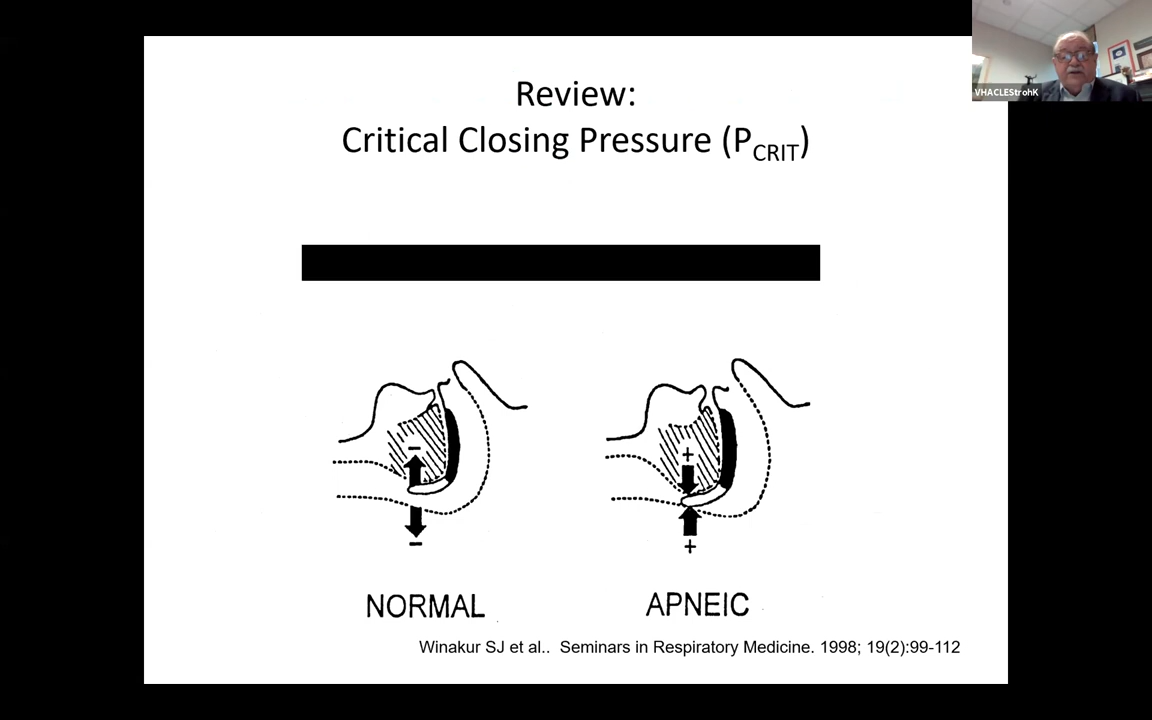 VHACLEStrohK
Review:
Critical Closing Pressure (PCRIT)
− +
− +
NORMAL APNEIC
Winakur SJ et al.. Seminars in Respiratory Medicine. 1998; 19(2):99-112